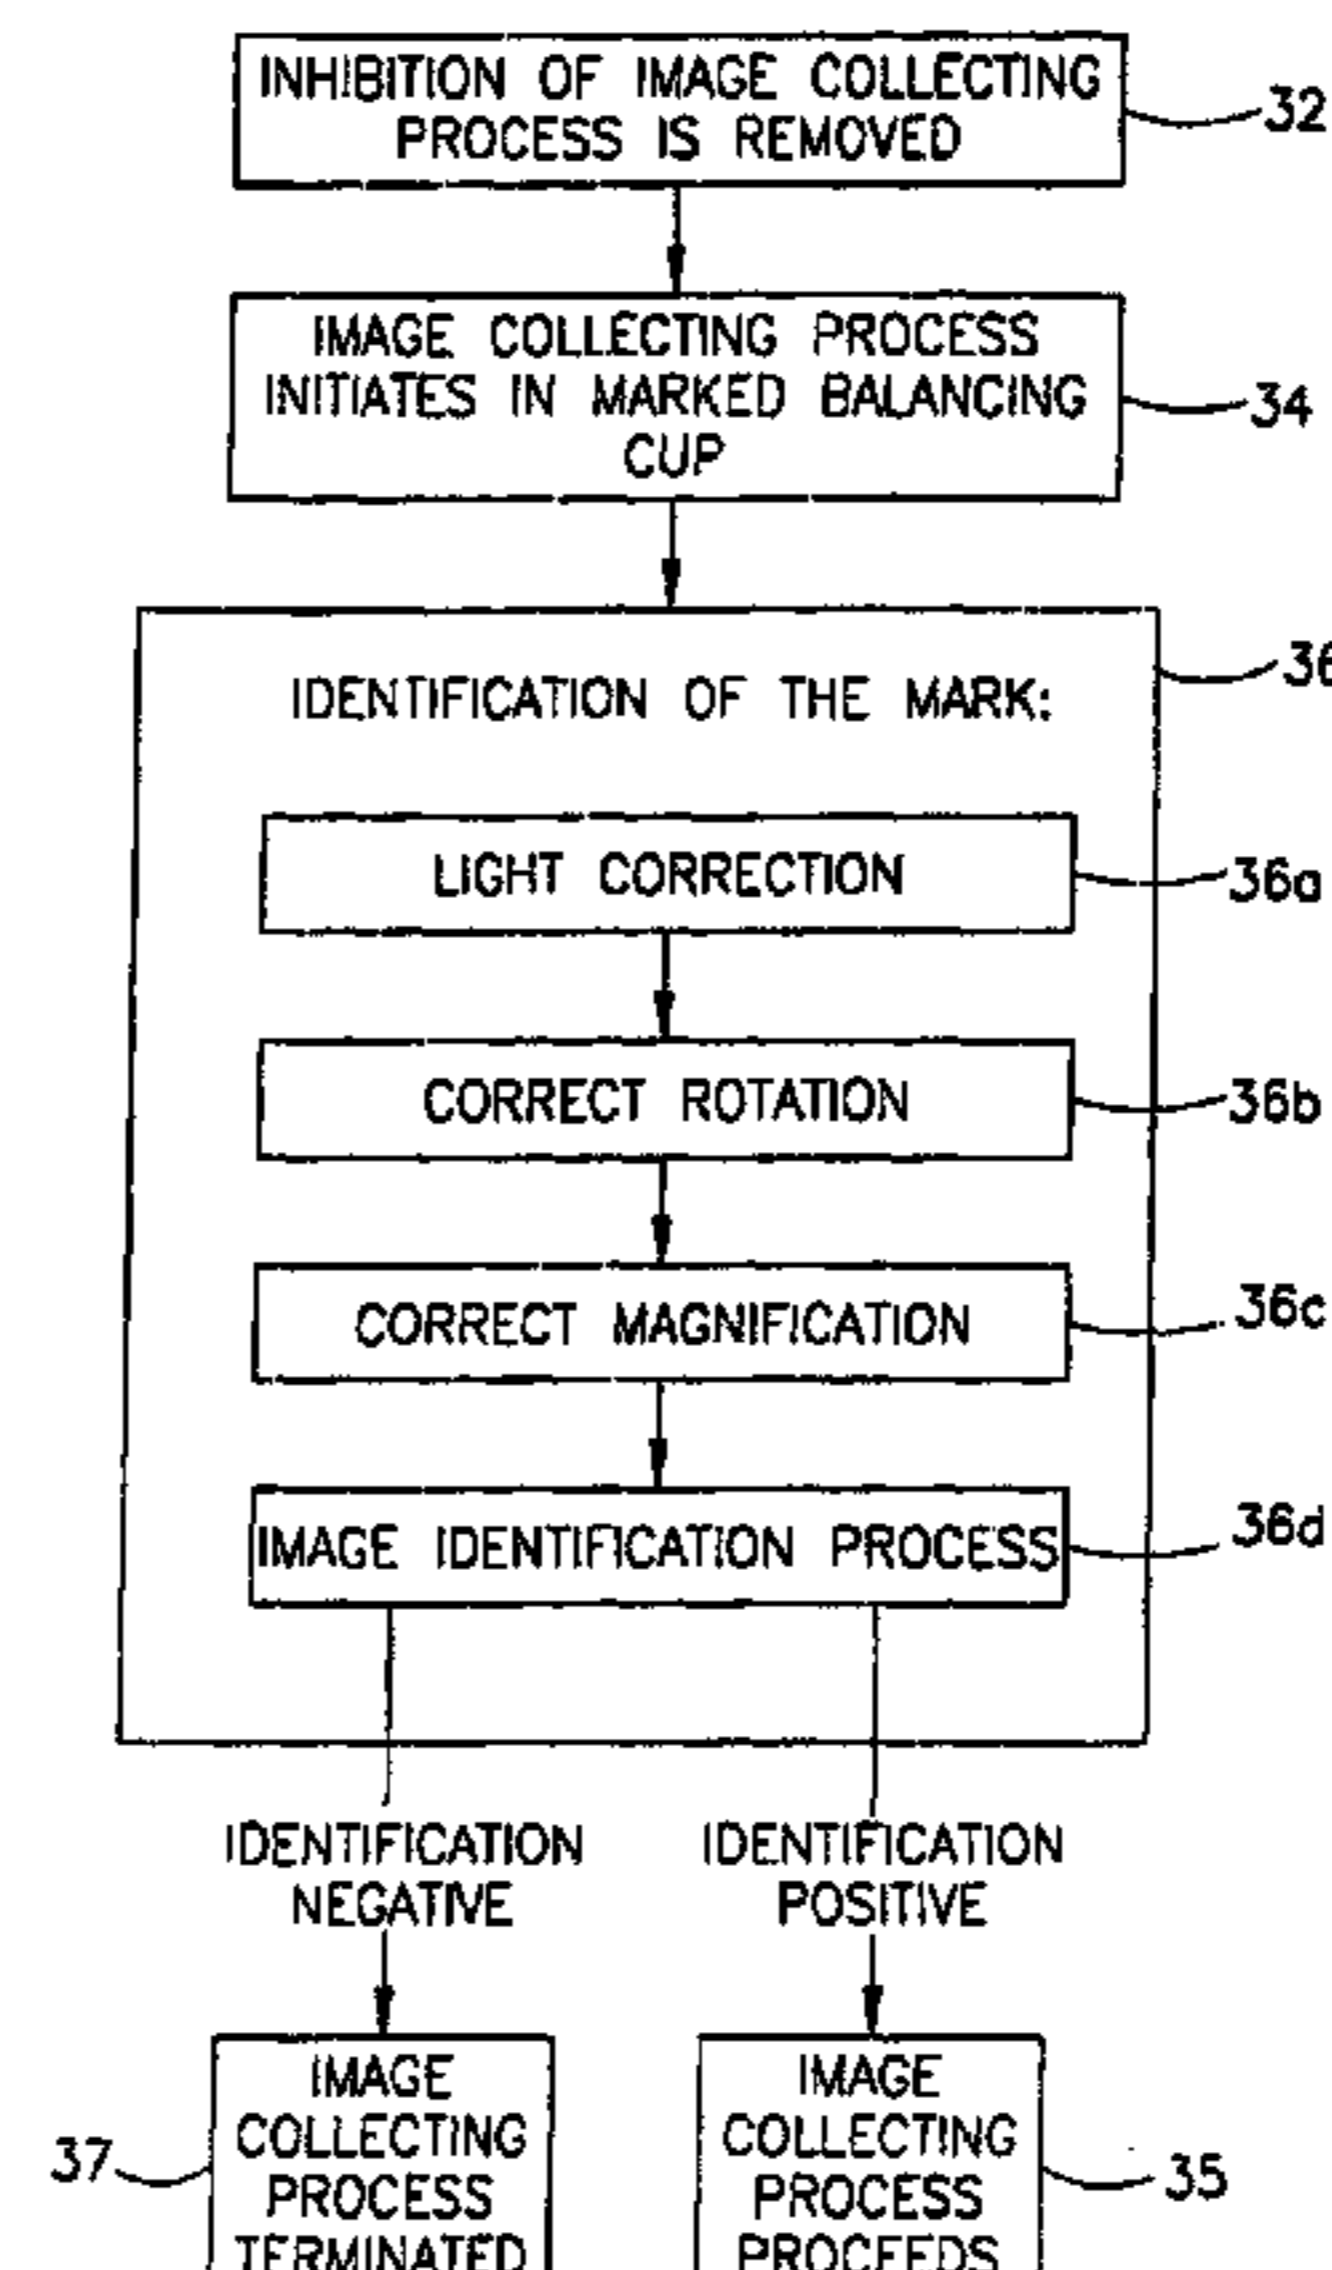 INHIBITION OF IMAGE COLLECTING
PROCESS IS REMOVED
32
IMAGE COLLECTING PROCESS
INITIATES IN MARKED BALANCING
CUP
34
36
IDENTIFICATION OF THE MARK:
LIGHT CORRECTION
36a
CORRECT ROTATION
36b
CORRECT MAGNIFICATION
36c
IMAGE IDENTIFICATION PROCESS
36d
IDENTIFICATION
NEGATIVE
IDENTIFICATION
POSITIVE
IMAGE
COLLECTING
PROCESS
TERMINATED
37
IMAGE
COLLECTING
PROCESS
PROCEEDS
35